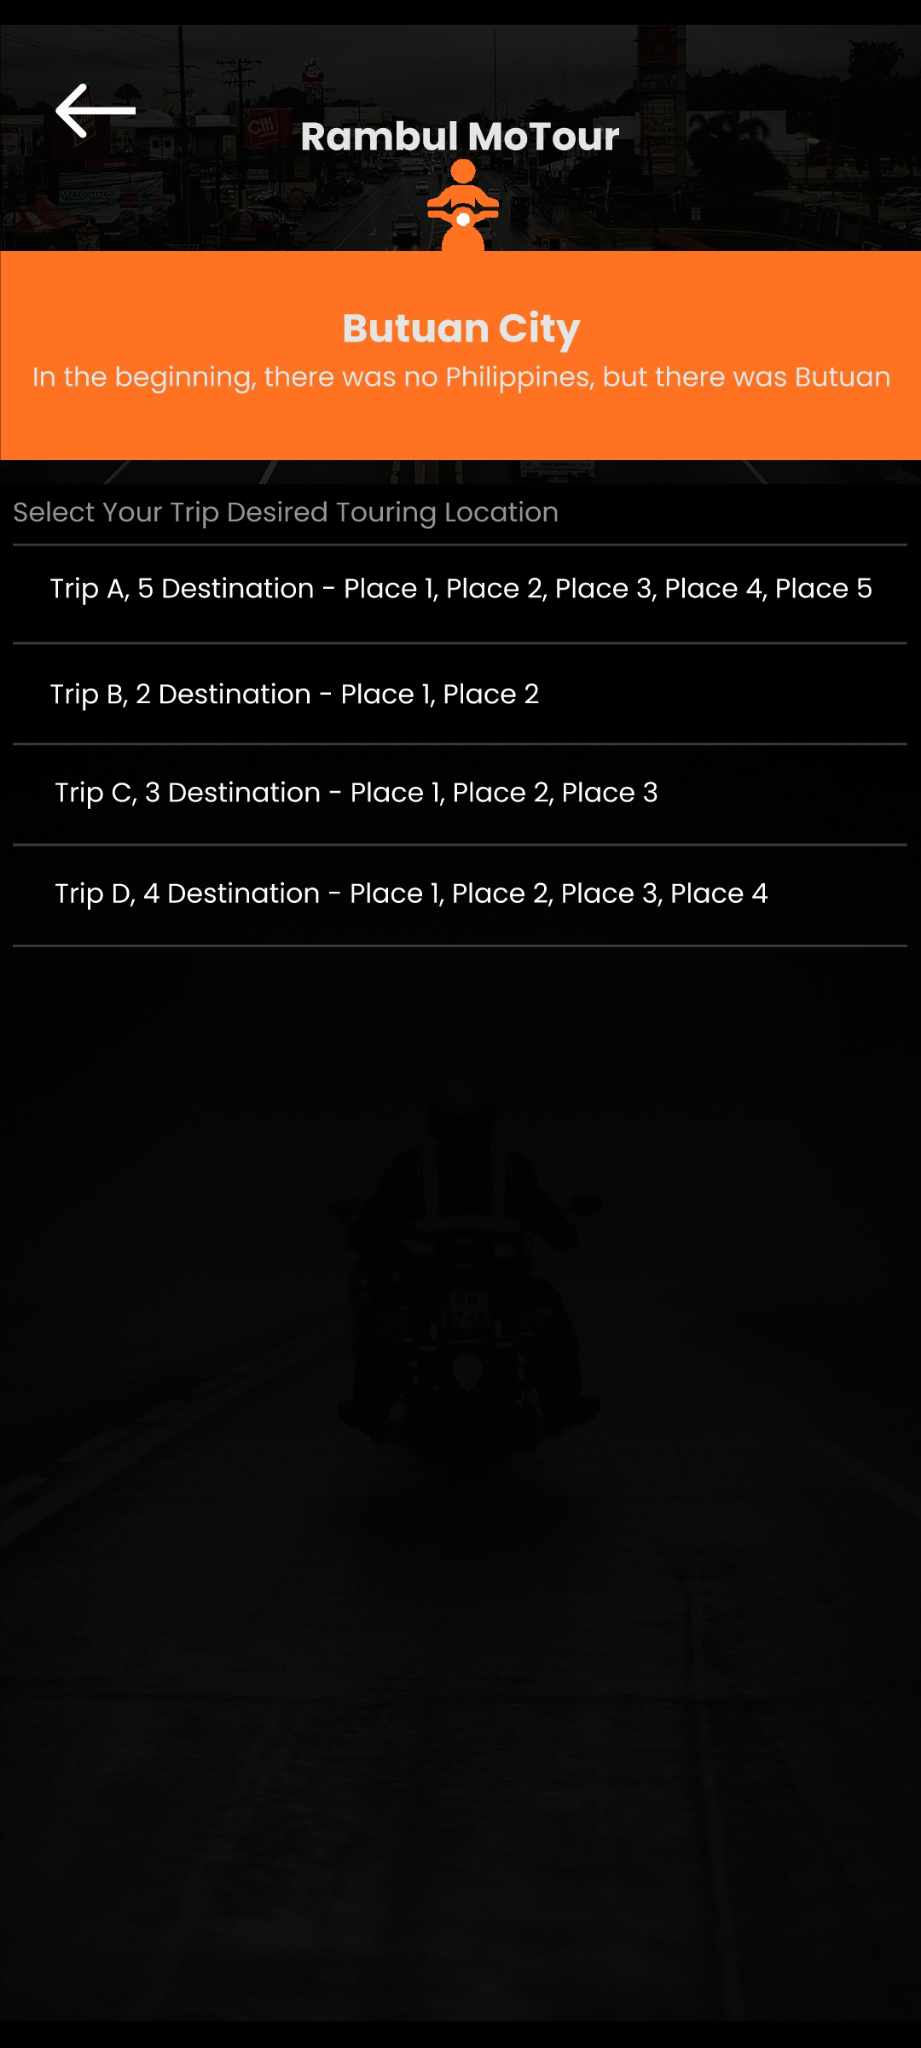 Rambul MoTour
Butuan City
In the beginning, there was no Philippines, but there was Butuan
Select Your Trip Desired Touring Location
Trip A, 5 Destination - Place 1, Place 2, Place 3, Place 4, Place 5
Trip B, 2 Destination - Place 1, Place 2
Trip C, 3 Destination - Place 1, Place 2, Place 3
Trip D, 4 Destination - Place 1, Place 2, Place 3, Place 4